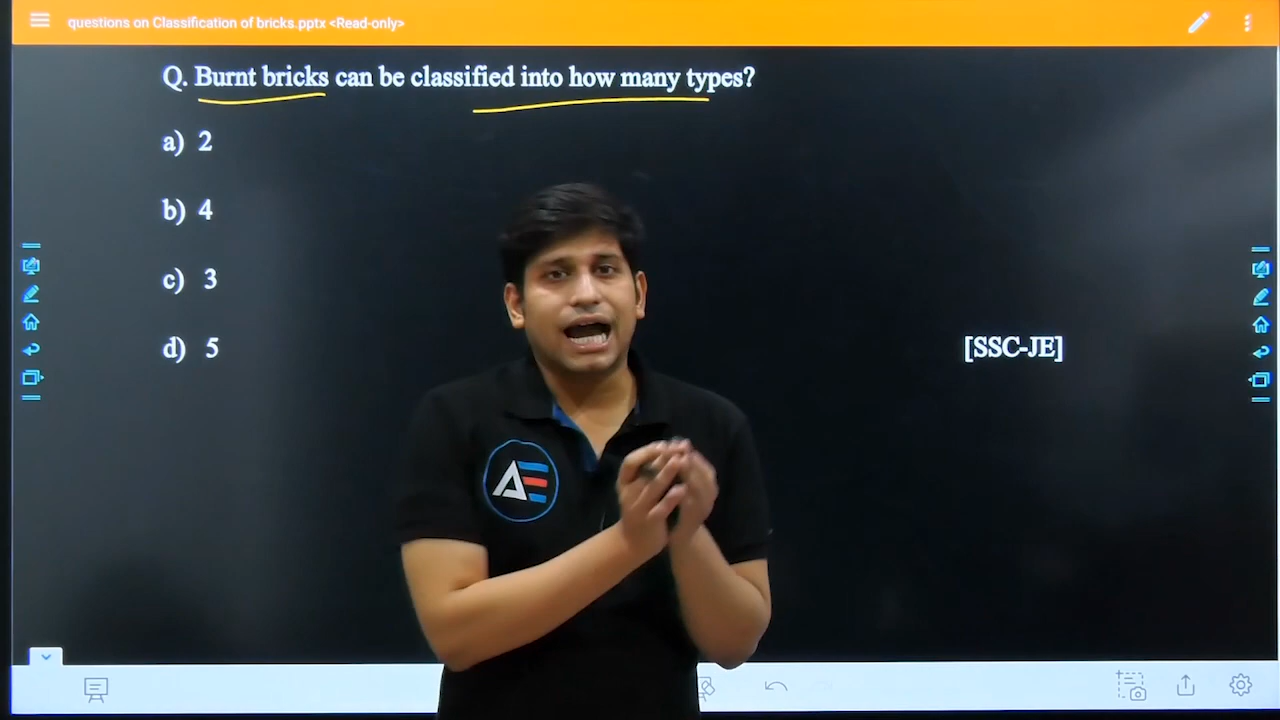 questions on Classification of bricks.pptx <Read-only>
Q. Burnt bricks can be classified into how many types?
a) 2
b) 4
c) 3
d) 5
[SSC-JE]
AE